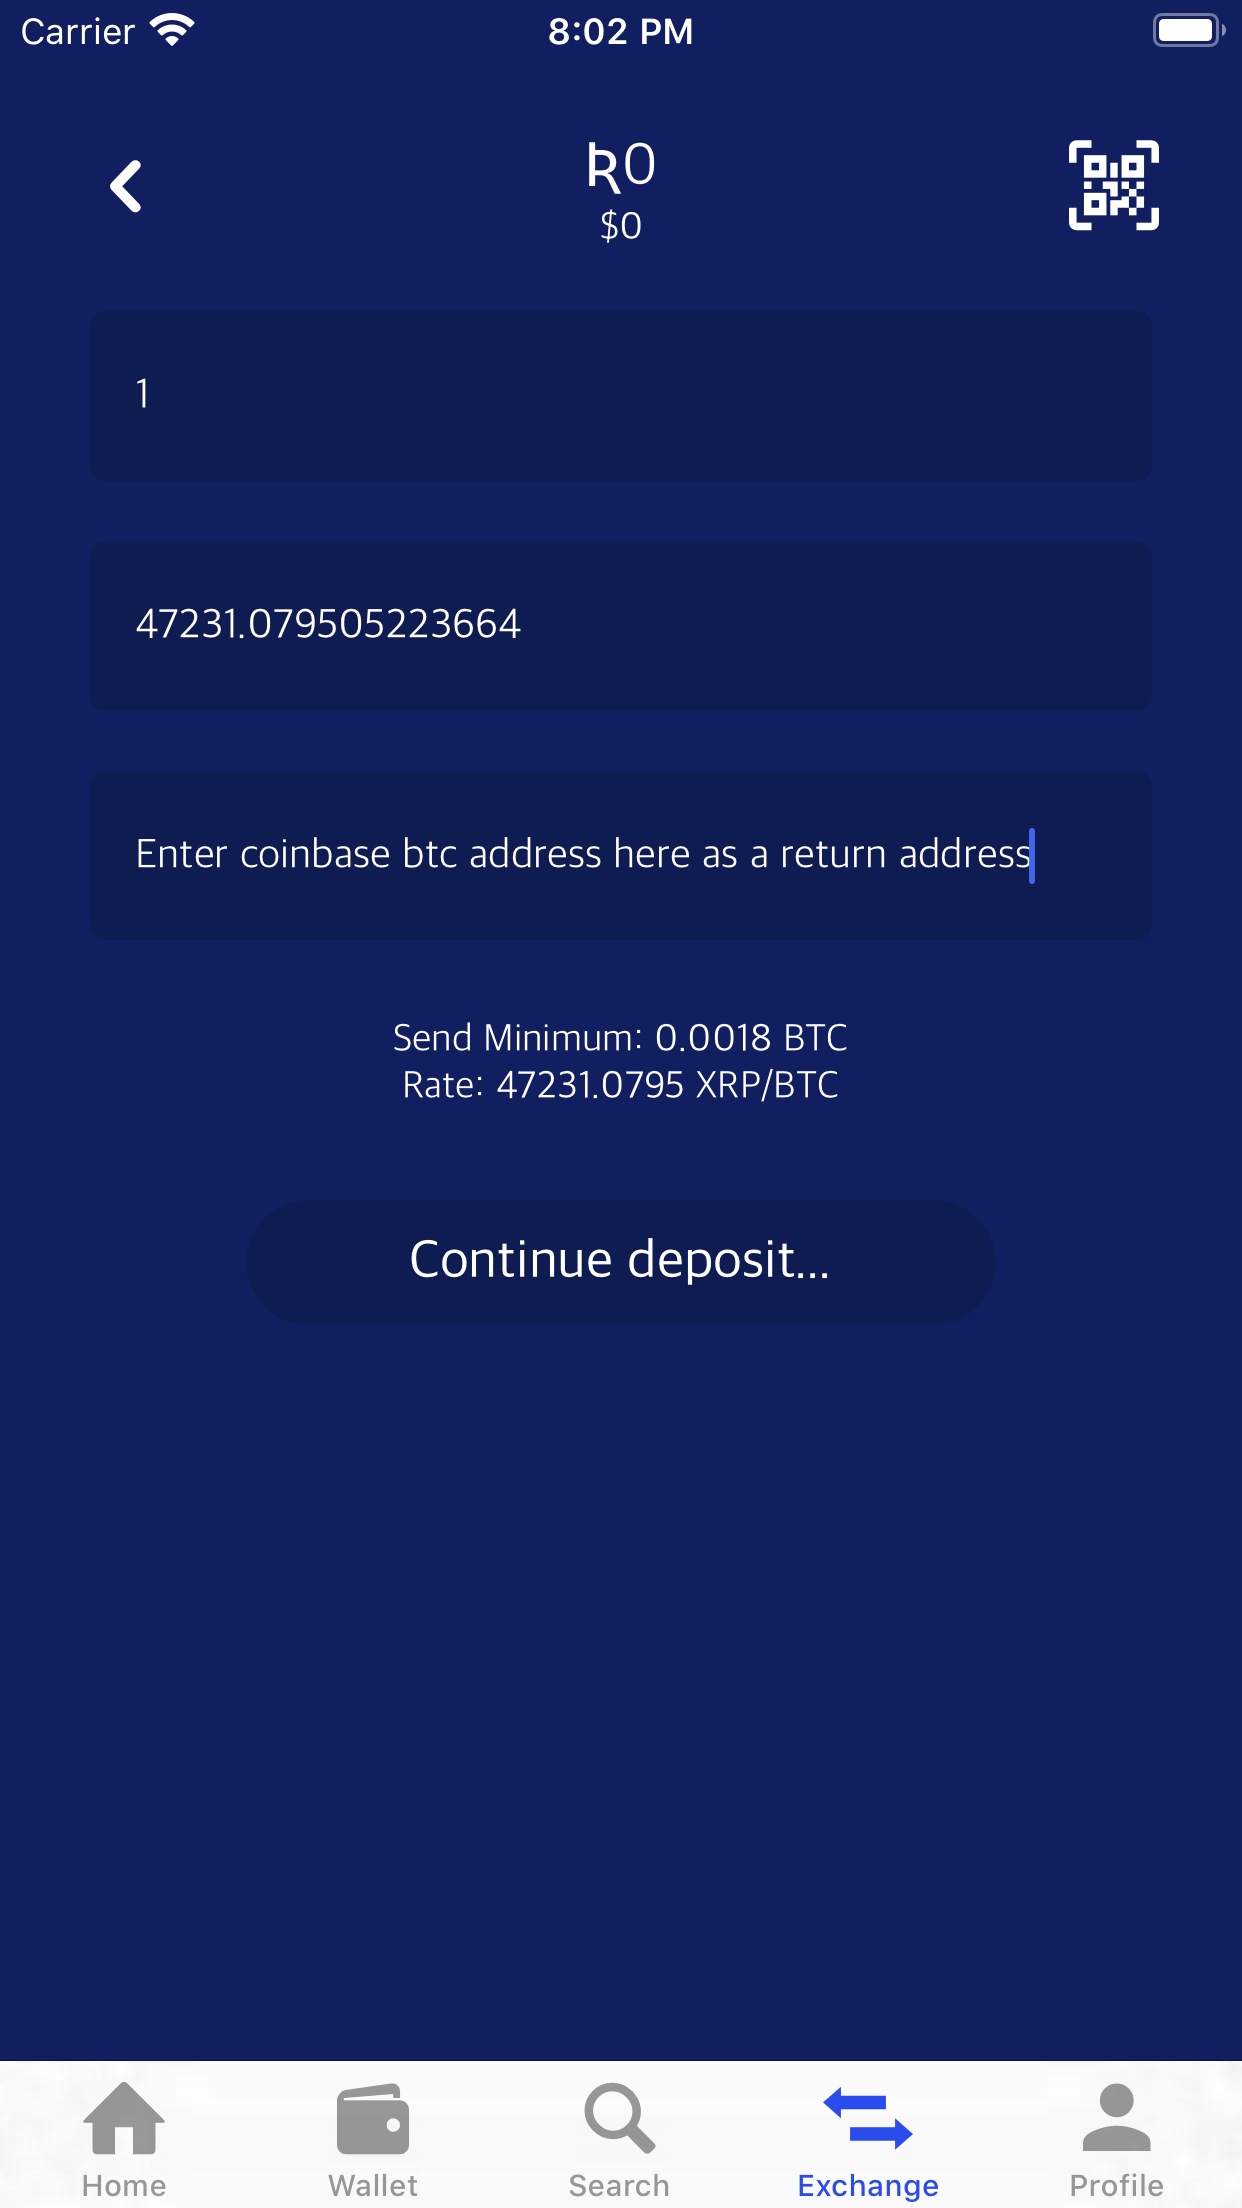 Carrier 8:02 PM
Ʀ0
$0
1
47231.079505223664
Enter coinbase btc address here as a return address
Send Minimum: 0.0018 BTC
Rate: 47231.0795 XRP/BTC
Continue deposit...
Home Wallet Search Exchange Profile